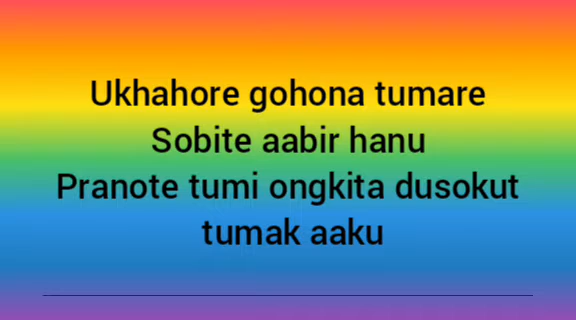 Ukhahore gohona tumare
Sobite aabir hanu
Pranote tumi ongkita dusokut
tumak aaku